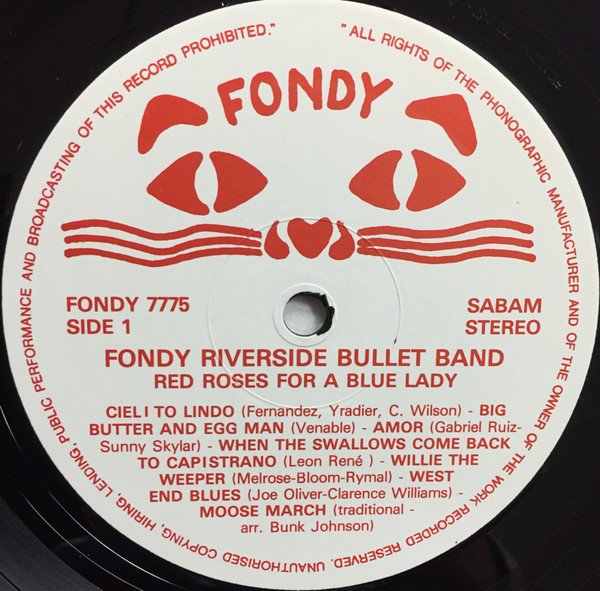 FONDY
"ALL RIGHTS OF THE PHONOGRAPHIC MANUFACTURER AND OF THE OWNER OF THE WORK RECORDED RESERVED. UNAUTHORISED COPYING, HIRING, LENDING, PUBLIC PERFORMANCE AND BROADCASTING OF THIS RECORD PROHIBITED."
FONDY 7775
SIDE 1
SABAM
STEREO
FONDY RIVERSIDE BULLET BAND
RED ROSES FOR A BLUE LADY
CIELI TO LINDO (Fernandez, Yradier, C. Wilson) - BIG
BUTTER AND EGG MAN (Venable) - AMOR (Gabriel Ruiz-
Sunny Skylar) - WHEN THE SWALLOWS COME BACK
TO CAPISTRANO (Leon René ) - WILLIE THE
WEEPER (Melrose-Bloom-Rymal) - WEST
END BLUES (Joe Oliver-Clarence Williams) -
MOOSE MARCH (traditional -
arr. Bunk Johnson)